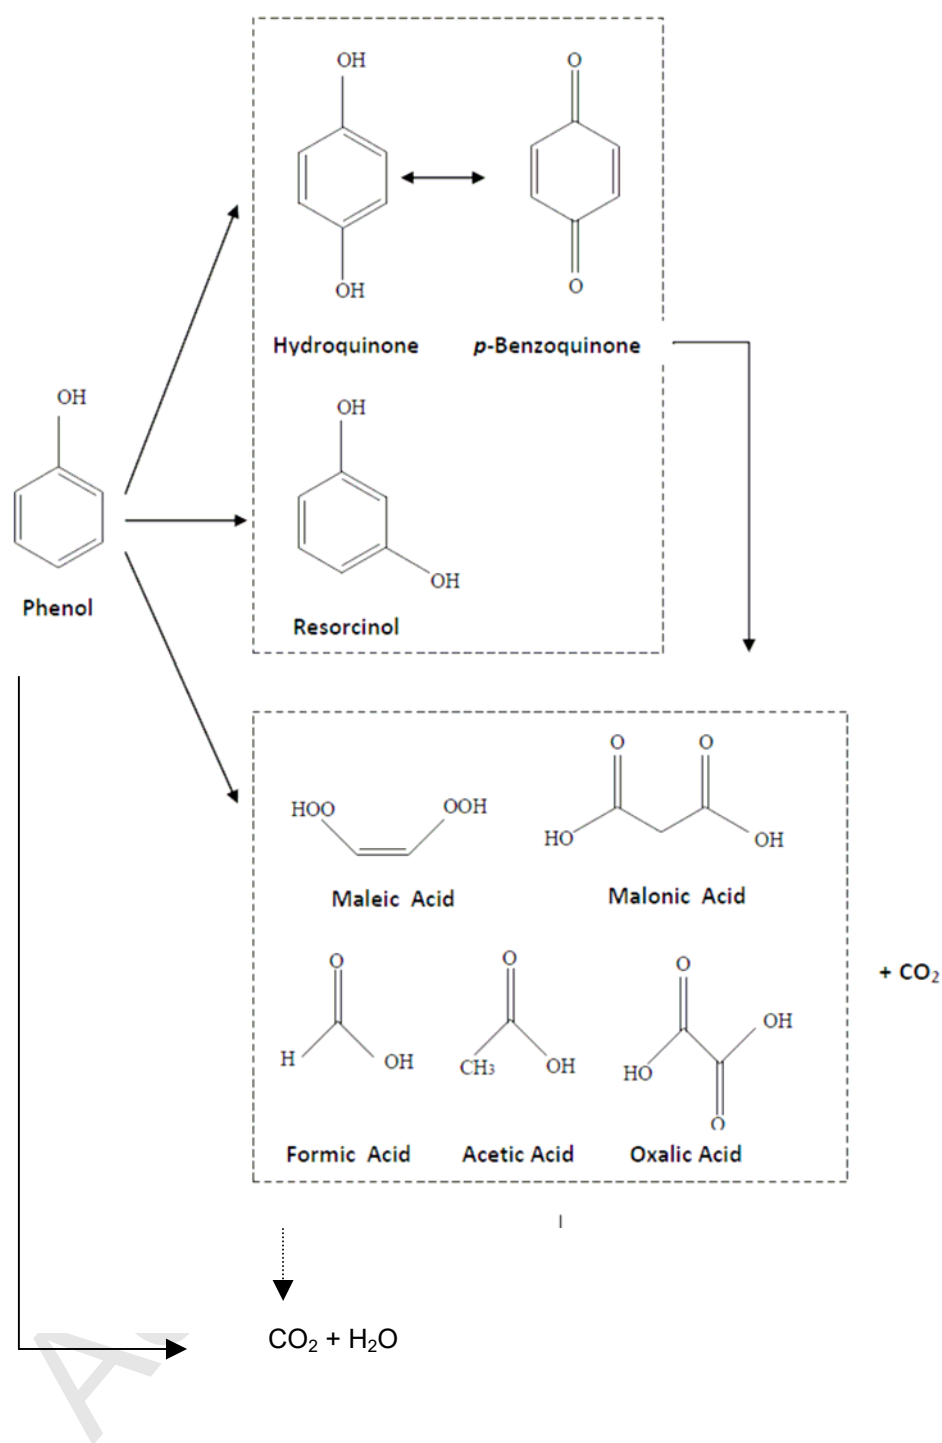 OH
O
OH
O
Hydroquinone
p-Benzoquinone
OH
OH
Phenol
OH
OH
Resorcinol
HOO
OOH
Maleic Acid
O
O
HO
OH
Malonic Acid
O
H
OH
Formic Acid
O
CH3
OH
Acetic Acid
O
OH
HO
O
Oxalic Acid
+ CO2
CO2 + H2O